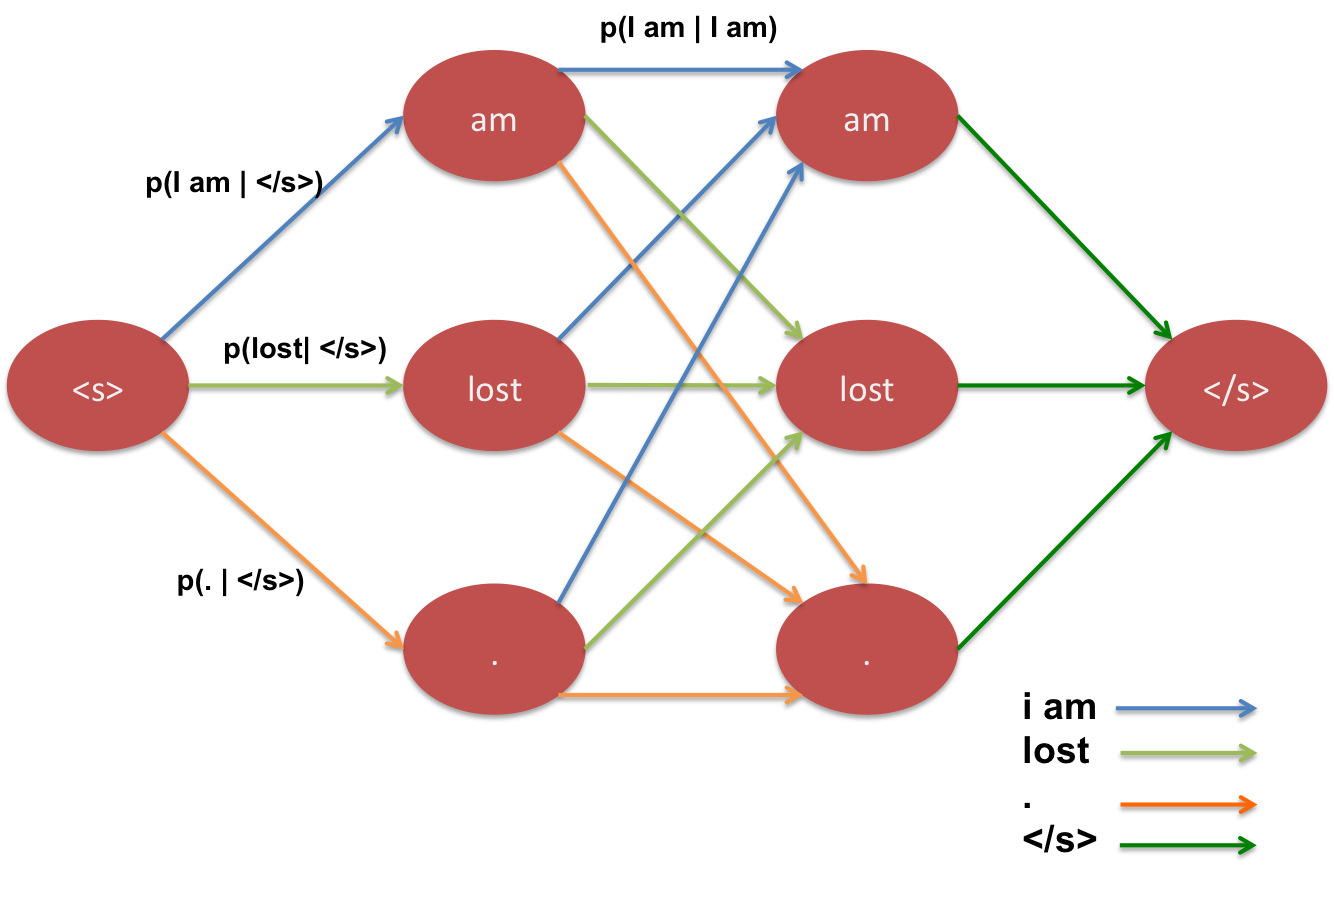 p(I am | I am)
am
am
p(I am | </s>)
p(lost| </s>)
<s>
lost
lost
</s>
p(. | </s>)
.
.
i am
lost
.
</s>